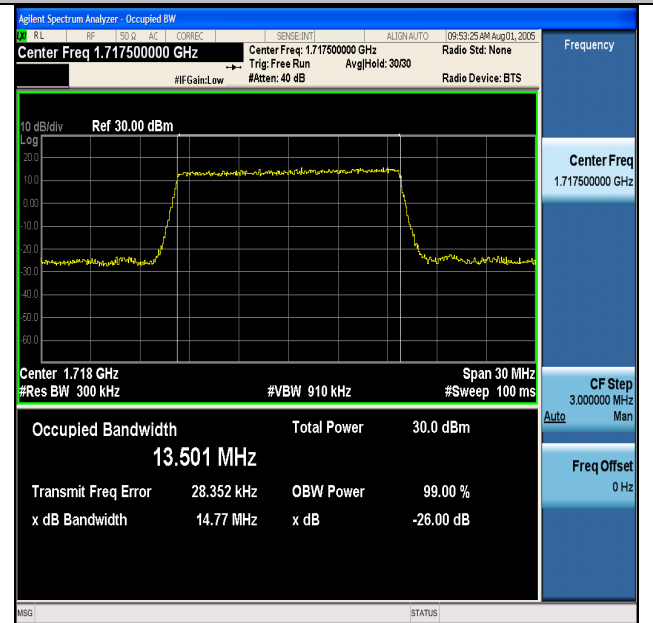 Agilent Spectrum Analyzer - Occupied BW
RL RF 50 Ω AC CORREC SENSE:INT ALIGN AUTO 09:53:25 AM Aug 01, 2005
Center Freq 1.717500000 GHz
Center Freq: 1.717500000 GHz
Radio Std: None
Trig: Free Run Avg|Hold: 30/30
#IFGain:Low
#Atten: 40 dB
Radio Device: BTS
10 dB/div Ref 30.00 dBm
Log
20.0
10.0
0.00
-10.0
-20.0
-30.0
-40.0
-50.0
-60.0
Center 1.718 GHz Span 30 MHz
#Res BW 300 kHz #VBW 910 kHz #Sweep 100 ms
Occupied Bandwidth Total Power 30.0 dBm
13.501 MHz
Transmit Freq Error 28.352 kHz OBW Power 99.00 %
x dB Bandwidth 14.77 MHz x dB -26.00 dB
MSG STATUS
Frequency
Center Freq
1.717500000 GHz
CF Step
3.000000 MHz
Auto Man
Freq Offset
0 Hz